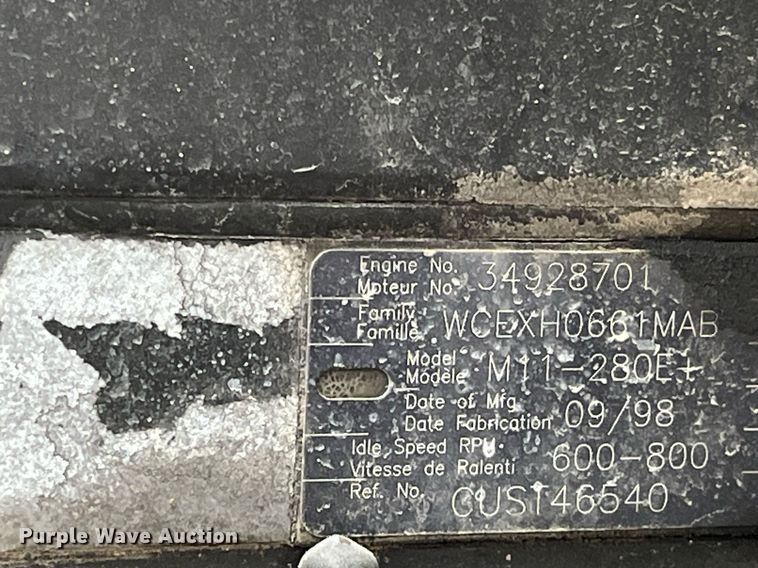 Engine No. 34928701
Moteur No.
Family WCEXH0661MAB
Famille
Model M11-280E+
Modèle
Date of Mfg. 09/98
Date Fabrication
Idle Speed RPM 600-800
Vitesse de Ralenti
Ref. No. CUST46540
Purple Wave Auction